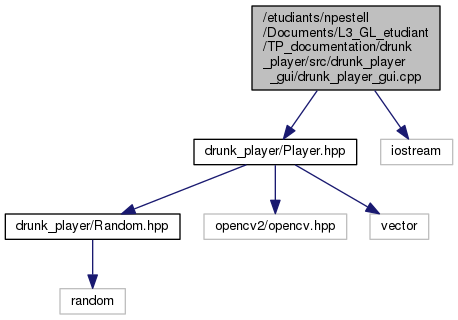 /etudiants/npestell
/Documents/L3_GL_etudiant
/TP_documentation/drunk
_player/src/drunk_player
_gui/drunk_player_gui.cpp
drunk_player/Player.hpp
iostream
drunk_player/Random.hpp
opencv2/opencv.hpp
vector
random